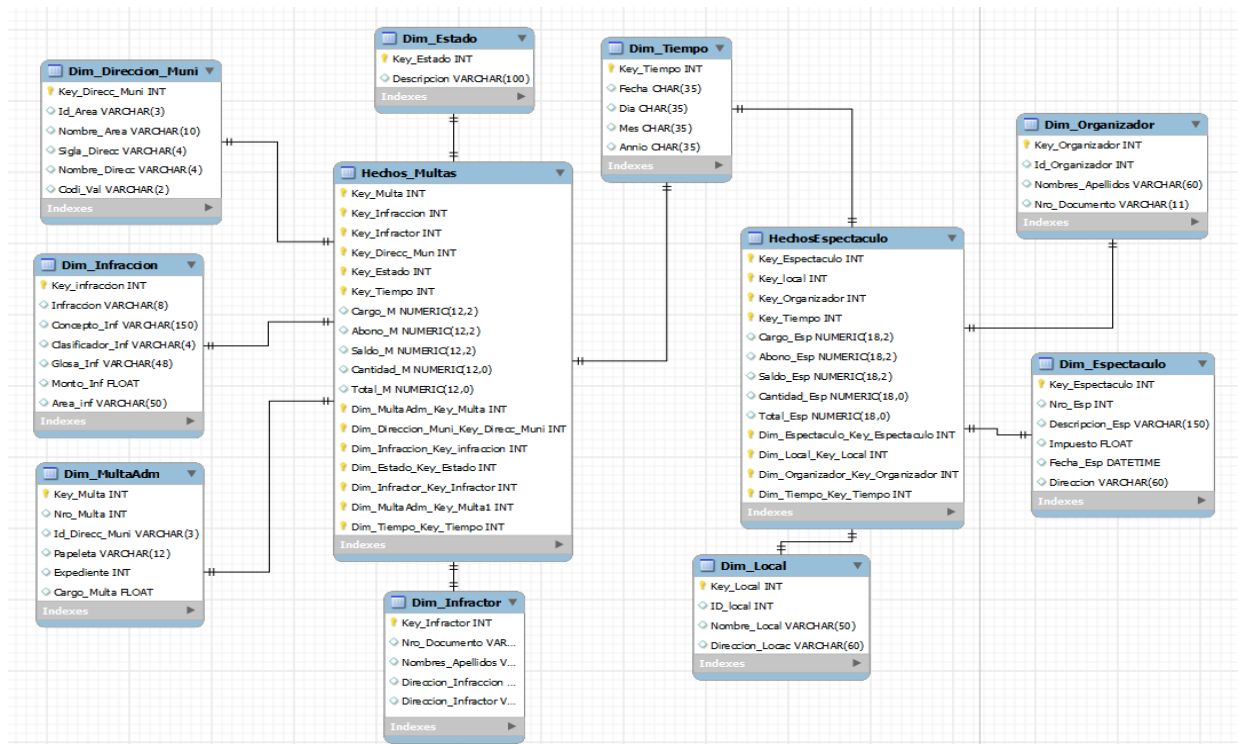 Dim_Estado
Key_Estado INT
Descripcion VARCHAR(100)
Indexes
Dim_Tiempo
Key_Tiempo INT
Fecha CHAR(35)
Dia CHAR(35)
Mes CHAR(35)
Annio CHAR(35)
Indexes
Dim_Direccion_Muni
Key_Direcc_Muni INT
Id_Area VARCHAR(3)
Nombre_Area VARCHAR(10)
Sigla_Direcc VARCHAR(4)
Nombre_Direcc VARCHAR(4)
Codi_Val VARCHAR(2)
Indexes
Dim_Organizador
Key_Organizador INT
Id_Organizador INT
Nombres_Apellidos VARCHAR(60)
Nro_Documento VARCHAR(11)
Indexes
Hechos_Multas
Key_Multa INT
Key_Infraccion INT
Key_Infractor INT
Key_Direcc_Mun INT
Key_Estado INT
Key_Tiempo INT
Cargo_M NUMERIC(12,2)
Abono_M NUMERIC(12,2)
Saldo_M NUMERIC(12,2)
Cantidad_M NUMERIC(12,0)
Total_M NUMERIC(12,0)
Dim_MultaAdm_Key_Multa INT
Dim_Direccion_Muni_Key_Direcc_Muni INT
Dim_Infraccion_Key_infraccion INT
Dim_Estado_Key_Estado INT
Dim_Infractor_Key_Infractor INT
Dim_MultaAdm_Key_Multa1 INT
Dim_Tiempo_Key_Tiempo INT
Indexes
HechosEspectaculo
Key_Espectaculo INT
Key_local INT
Key_Organizador INT
Key_Tiempo INT
Cargo_Esp NUMERIC(18,2)
Abono_Esp NUMERIC(18,2)
Saldo_Esp NUMERIC(18,2)
Cantidad_Esp NUMERIC(18,0)
Total_Esp NUMERIC(18,0)
Dim_Espectaculo_Key_Espectaculo INT
Dim_Local_Key_Local INT
Dim_Organizador_Key_Organizador INT
Dim_Tiempo_Key_Tiempo INT
Indexes
Dim_Infraccion
Key_infraccion INT
Infraccion VARCHAR(8)
Concepto_Inf VARCHAR(150)
Clasificador_Inf VARCHAR(4)
Glosa_Inf VARCHAR(48)
Monto_Inf FLOAT
Area_inf VARCHAR(50)
Indexes
Dim_Espectaculo
Key_Espectaculo INT
Nro_Esp INT
Descripcion_Esp VARCHAR(150)
Impuesto FLOAT
Fecha_Esp DATETIME
Direccion VARCHAR(60)
Indexes
Dim_MultaAdm
Key_Multa INT
Nro_Multa INT
Id_Direcc_Muni VARCHAR(3)
Papeleta VARCHAR(12)
Expediente INT
Cargo_Multa FLOAT
Indexes
Dim_Local
Key_Local INT
ID_local INT
Nombre_Local VARCHAR(50)
Direccion_Locac VARCHAR(60)
Indexes
Dim_Infractor
Key_Infractor INT
Nro_Documento VAR...
Nombres_Apellidos V...
Direccion_Infraccion ...
Direccion_Infractor V...
Indexes